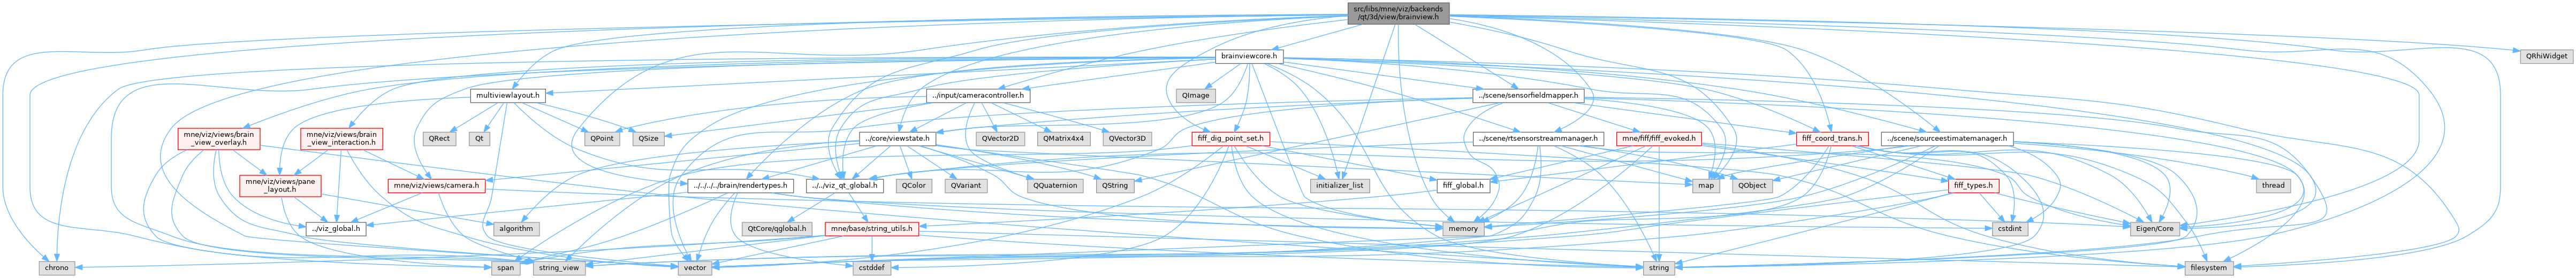 src/libs/mne/viz/backends
/qt/3d/view/brainview.h
QRhiWidget
brainviewcore.h
multiviewlayout.h
QImage
../input/cameracontroller.h
../scene/sensorfieldmapper.h
mne/viz/views/brain
_view_overlay.h
mne/viz/views/brain
_view_interaction.h
QRect
Qt
QPoint
QSize
../core/viewstate.h
QVector2D
QMatrix4x4
QVector3D
fiff_dig_point_set.h
../scene/rtsensorstreammanager.h
mne/fiff/fiff_evoked.h
fiff_coord_trans.h
../scene/sourceestimatemanager.h
mne/viz/views/pane
_layout.h
mne/viz/views/camera.h
../../../../brain/rendertypes.h
../../viz_qt_global.h
QColor
QVariant
QQuaternion
QString
initializer_list
fiff_global.h
map
QObject
fiff_types.h
thread
algorithm
../viz_global.h
QtCore/qglobal.h
mne/base/string_utils.h
memory
cstdint
Eigen/Core
chrono
span
string_view
vector
cstddef
string
filesystem